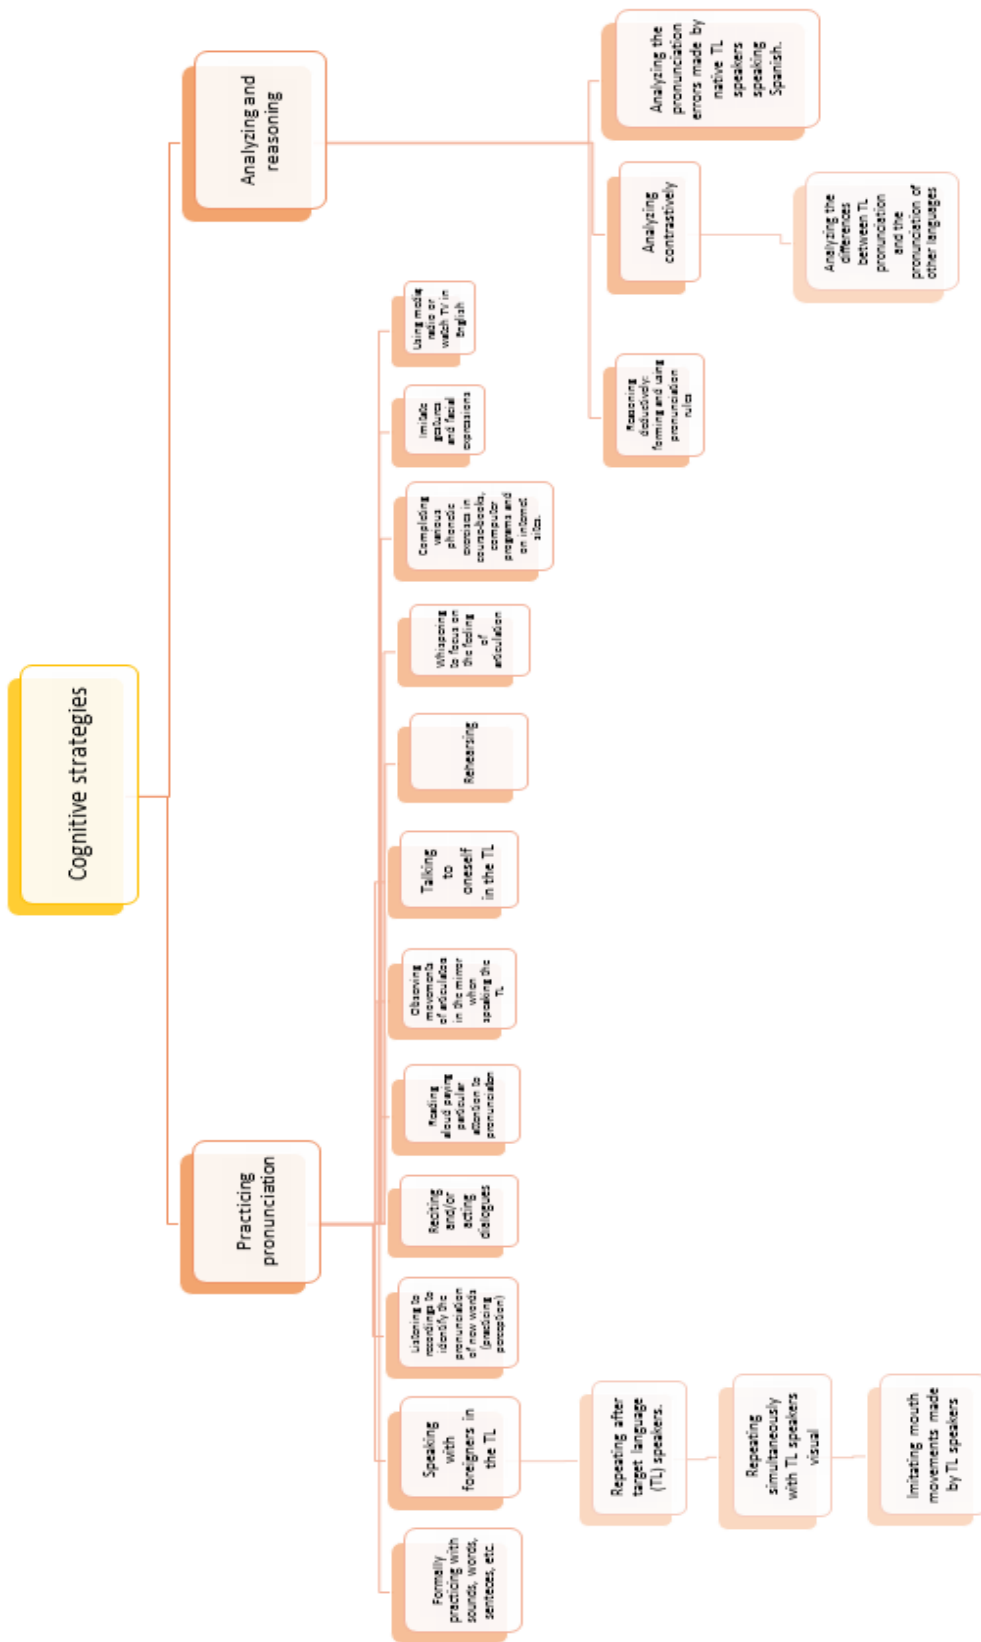 Cognitive strategies
Practicing
pronunciation
Analyzing and
reasoning
Formally
practicing with
sounds, words,
senteces, etc.
Speaking
with
foreigners in
the TL
Repeating after
target language
(TL) speakers.
Repeating
simultaneously
with TL speakers
visual
Imitating mouth
movements made
by TL speakers
Listening to
recordings to
identify the
pronunciation
of new words
(practicing
perception)
Reciting
and/or
acting
dialogues
Reading
aloud paying
particular
attention to
pronunciation
Observing
movements
of articulation
in the mirror
when
speaking the
TL
Talking
to
oneself
in the TL
Rehearsing
Whispering
to focus on
the feeling
of
articulation
Completing
various
phonetic
exercises in
course-books,
computer
programs and
on internet
sites.
Imitate
gestures
and facial
expressions
Using media;
radio or
watch TV in
English
Reasoning
deductively:
forming and using
pronunciation
rules
Analyzing
contrastively
Analyzing the
differences
between TL
pronunciation
and the
pronunciation of
other languages
Analyzing the
pronunciation
errors made by
native TL
speakers
speaking
Spanish.